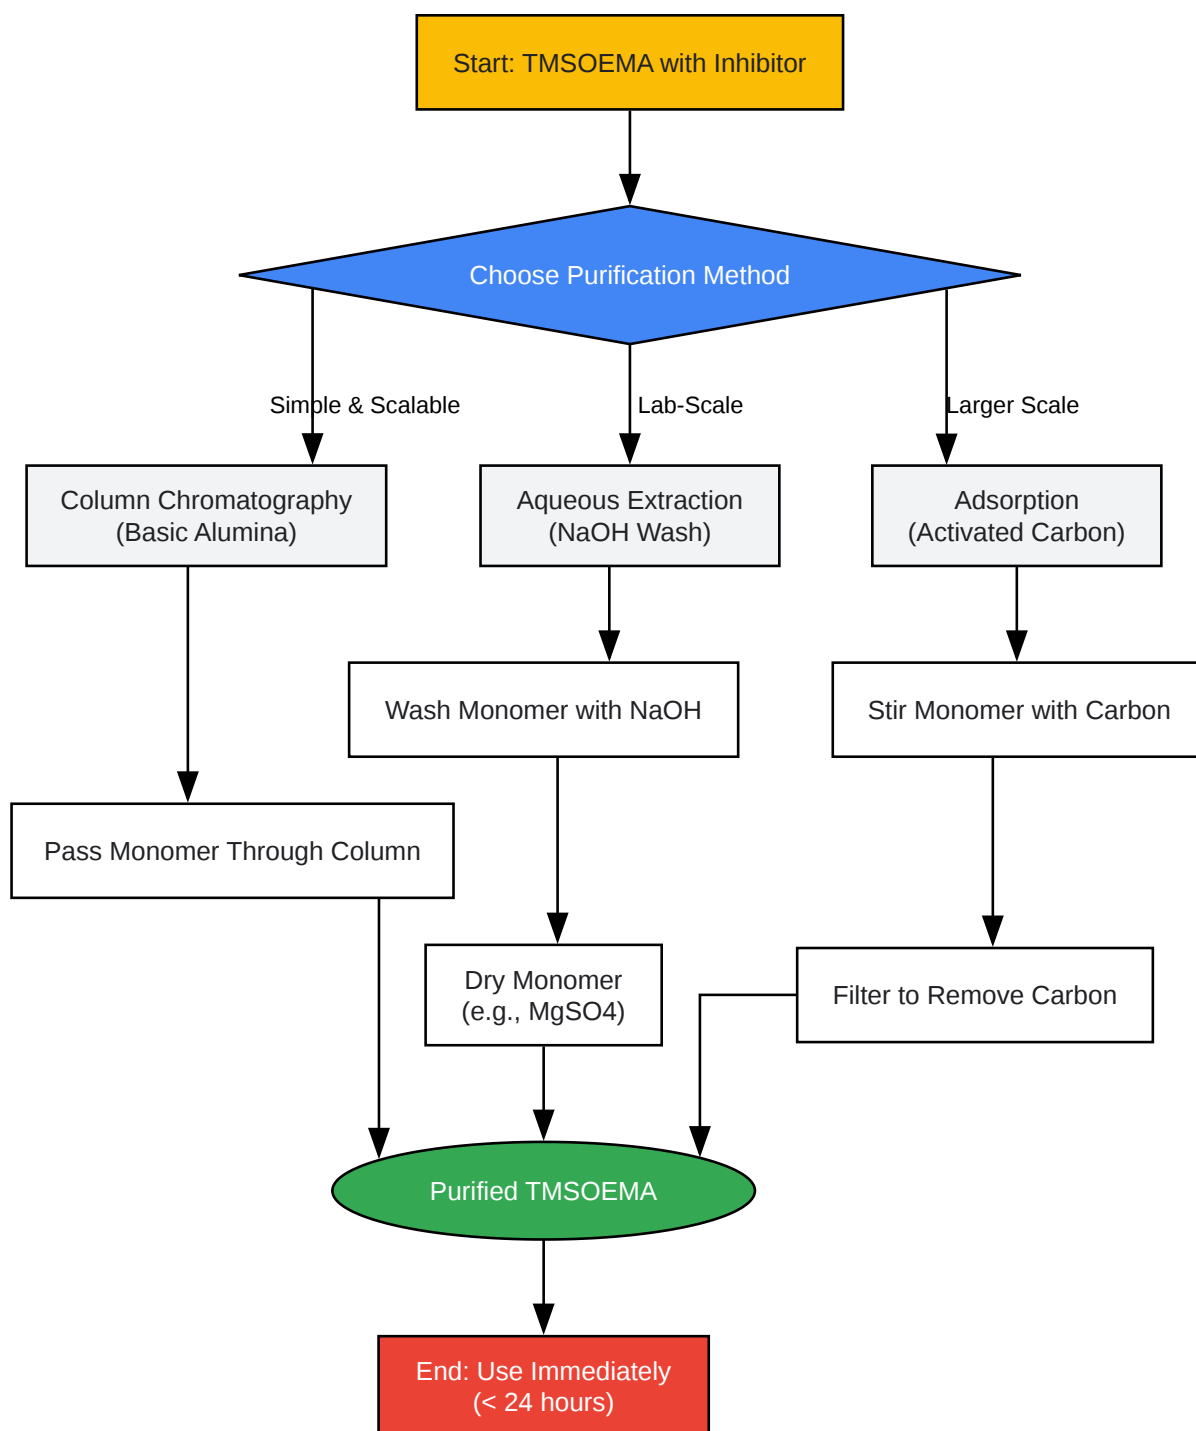 Start: TMSOEMA with Inhibitor
Choose Purification Method
Simple & Scalable
Lab-Scale
Larger Scale
Column Chromatography
(Basic Alumina)
Aqueous Extraction
(NaOH Wash)
Adsorption
(Activated Carbon)
Wash Monomer with NaOH
Stir Monomer with Carbon
Pass Monomer Through Column
Dry Monomer
(e.g., MgSO4)
Filter to Remove Carbon
Purified TMSOEMA
End: Use Immediately
(< 24 hours)